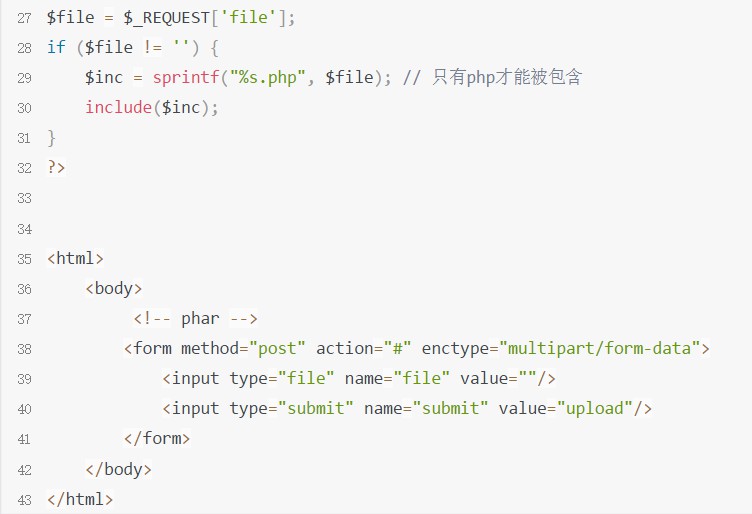 27 $file = $_REQUEST['file'];
28 if ($file != '') {
29     $inc = sprintf("%s.php", $file); // 只有php才能被包含
30     include($inc);
31 }
32 ?>
33
34
35 <html>
36     <body>
37          <!-- phar -->
38         <form method="post" action="#" enctype="multipart/form-data">
39             <input type="file" name="file" value=""/>
40             <input type="submit" name="submit" value="upload"/>
41         </form>
42     </body>
43 </html>